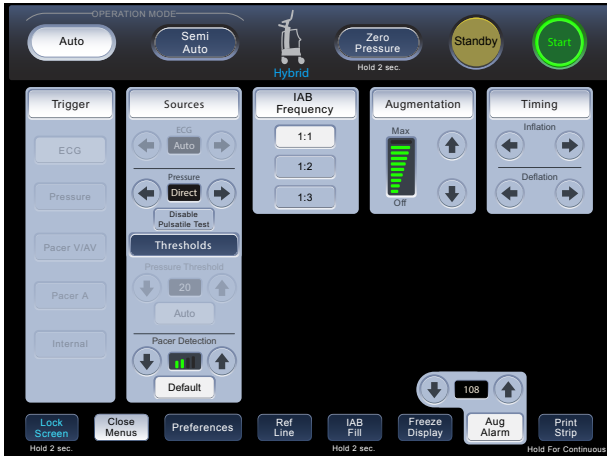 OPERATION MODE
Auto
Semi
Auto
Hybrid
Zero
Pressure
Hold 2 sec.
Standby
Start
Trigger
ECG
Pressure
Pacer V/AV
Pacer A
Internal
Sources
ECG
Auto
Pressure
Direct
Disable
Pulsatile Test
Thresholds
Pressure Threshold
20
Auto
Pacer Detection
Default
IAB
Frequency
1:1
1:2
1:3
Augmentation
Max
Off
Timing
Inflation
Deflation
108
Lock
Screen
Hold 2 sec.
Close
Menus
Preferences
Ref
Line
IAB
Fill
Hold 2 sec.
Freeze
Display
Aug
Alarm
Print
Strip
Hold For Continuous